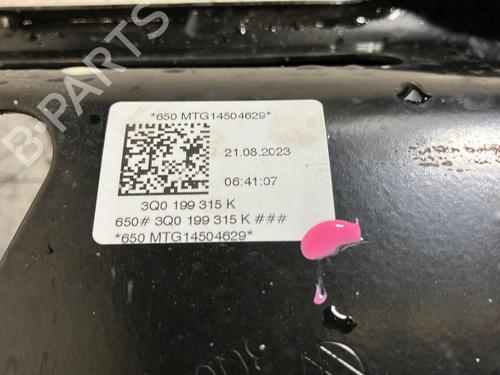 B-PARTS
*650 MTG14504629*
21.08.2023
06:41:07
3Q0 199 315 K
650# 3Q0 199 315 K ###
*650 MTG14504629*